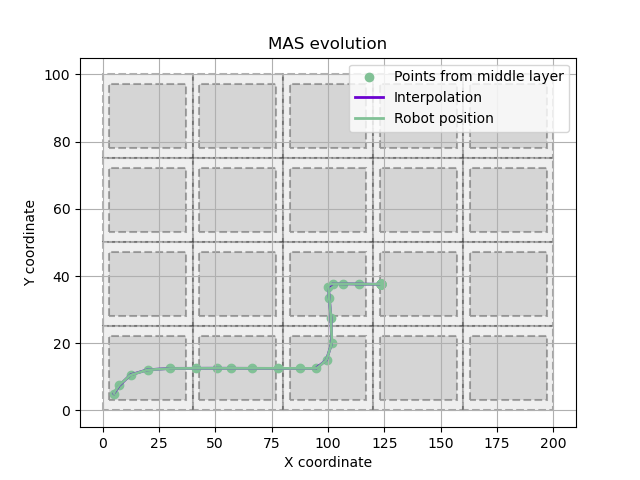 MAS evolution
Points from middle layer
Interpolation
Robot position
Y coordinate
100
80
60
40
20
0
0 25 50 75 100 125 150 175 200
X coordinate